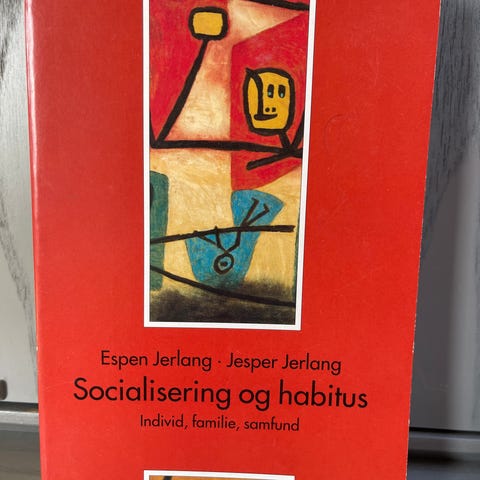 Espen Jerlang · Jesper Jerlang
Socialisering og habitus
Individ, familie, samfund